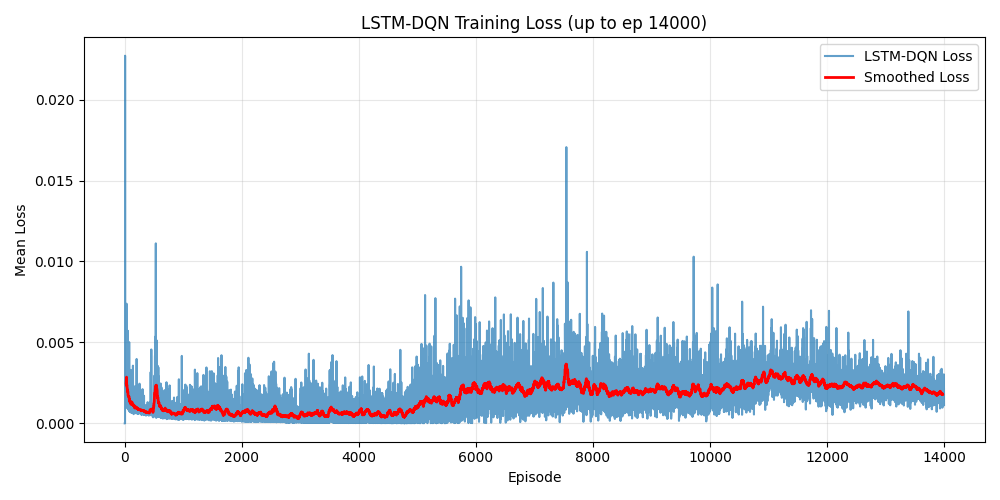 LSTM-DQN Training Loss (up to ep 14000)
LSTM-DQN Loss
Smoothed Loss
Mean Loss
0.020
0.015
0.010
0.005
0.000
0 2000 4000 6000 8000 10000 12000 14000
Episode